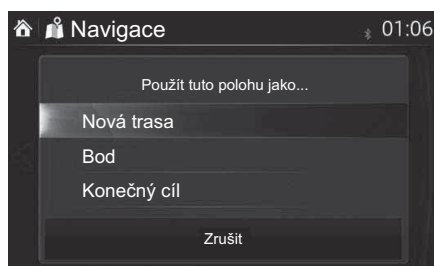 Navigace 01:06
Použít tuto polohu jako...
Nová trasa
Bod
Konečný cíl
Zrušit